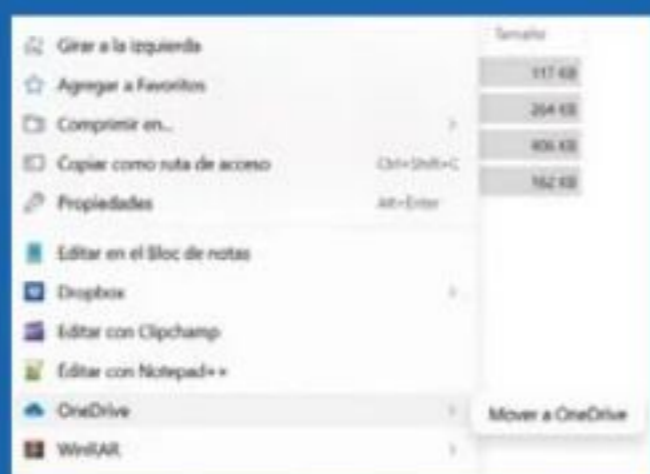 Girar a la izquierda
Agregar a Favoritos
Comprimir en...
Copiar como ruta de acceso Ctrl+Shift+C
Propiedades Alt+Enter
Editar en el Bloc de notas
Dropbox
Editar con Clipchamp
Editar con Notepad++
OneDrive
WinRAR
Tamaño
117 KB
264 KB
406 KB
162 KB
Mover a OneDrive